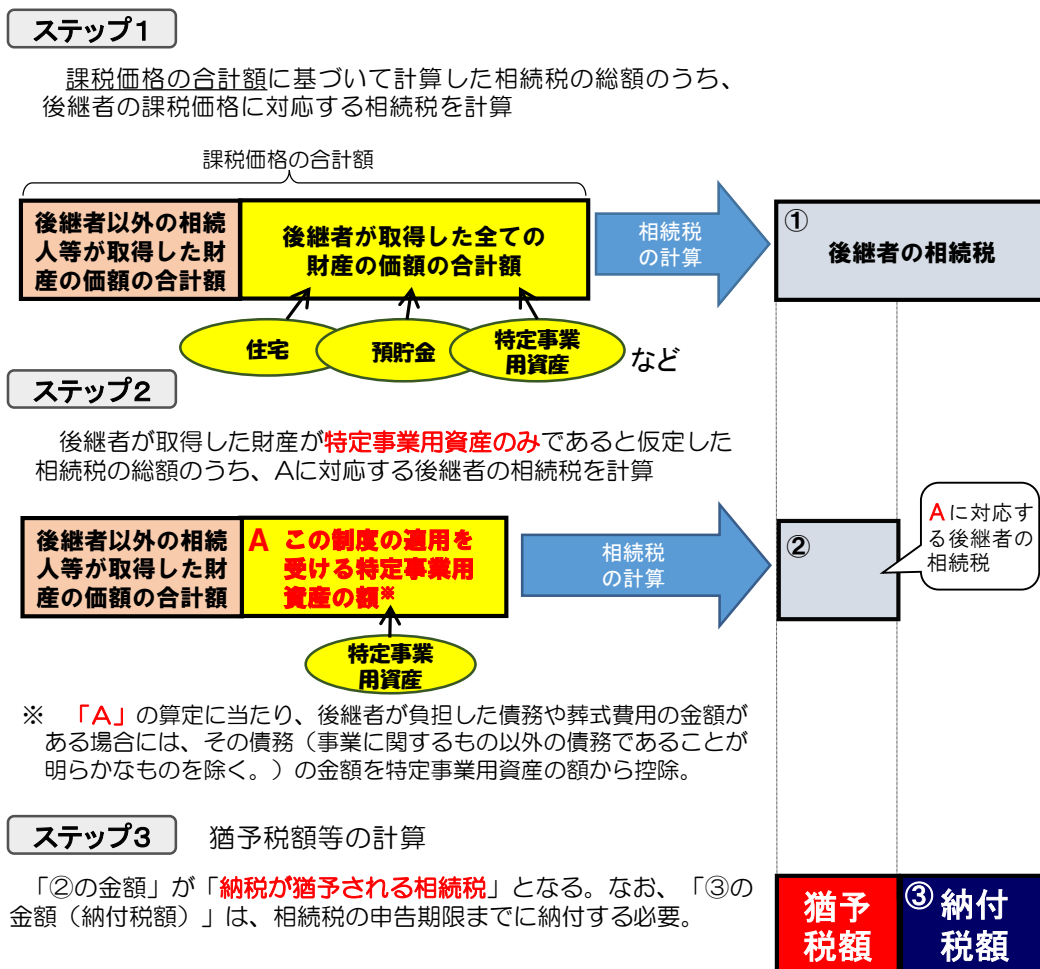 ステップ１
課税価格の合計額に基づいて計算した相続税の総額のうち、
後継者の課税価格に対応する相続税を計算
課税価格の合計額
後継者以外の相続
人等が取得した財
産の価額の合計額
後継者が取得した全ての
財産の価額の合計額
相続税
の計算
①
後継者の相続税
住宅
預貯金
特定事業
用資産
など
ステップ２
後継者が取得した財産が特定事業用資産のみであると仮定した
相続税の総額のうち、Aに対応する後継者の相続税を計算
後継者以外の相続
人等が取得した財
産の価額の合計額
A この制度の適用を
受ける特定事業用
資産の額※
相続税
の計算
②
Aに対応す
る後継者の
相続税
特定事業
用資産
※ 「A」の算定に当たり、後継者が負担した債務や葬式費用の金額が
ある場合には、その債務（事業に関するもの以外の債務であることが
明らかなものを除く。）の金額を特定事業用資産の額から控除。
ステップ３ 猶予税額等の計算
「②の金額」が「納税が猶予される相続税」となる。なお、「③の
金額（納付税額）」は、相続税の申告期限までに納付する必要。
猶予
税額
③納付
税額